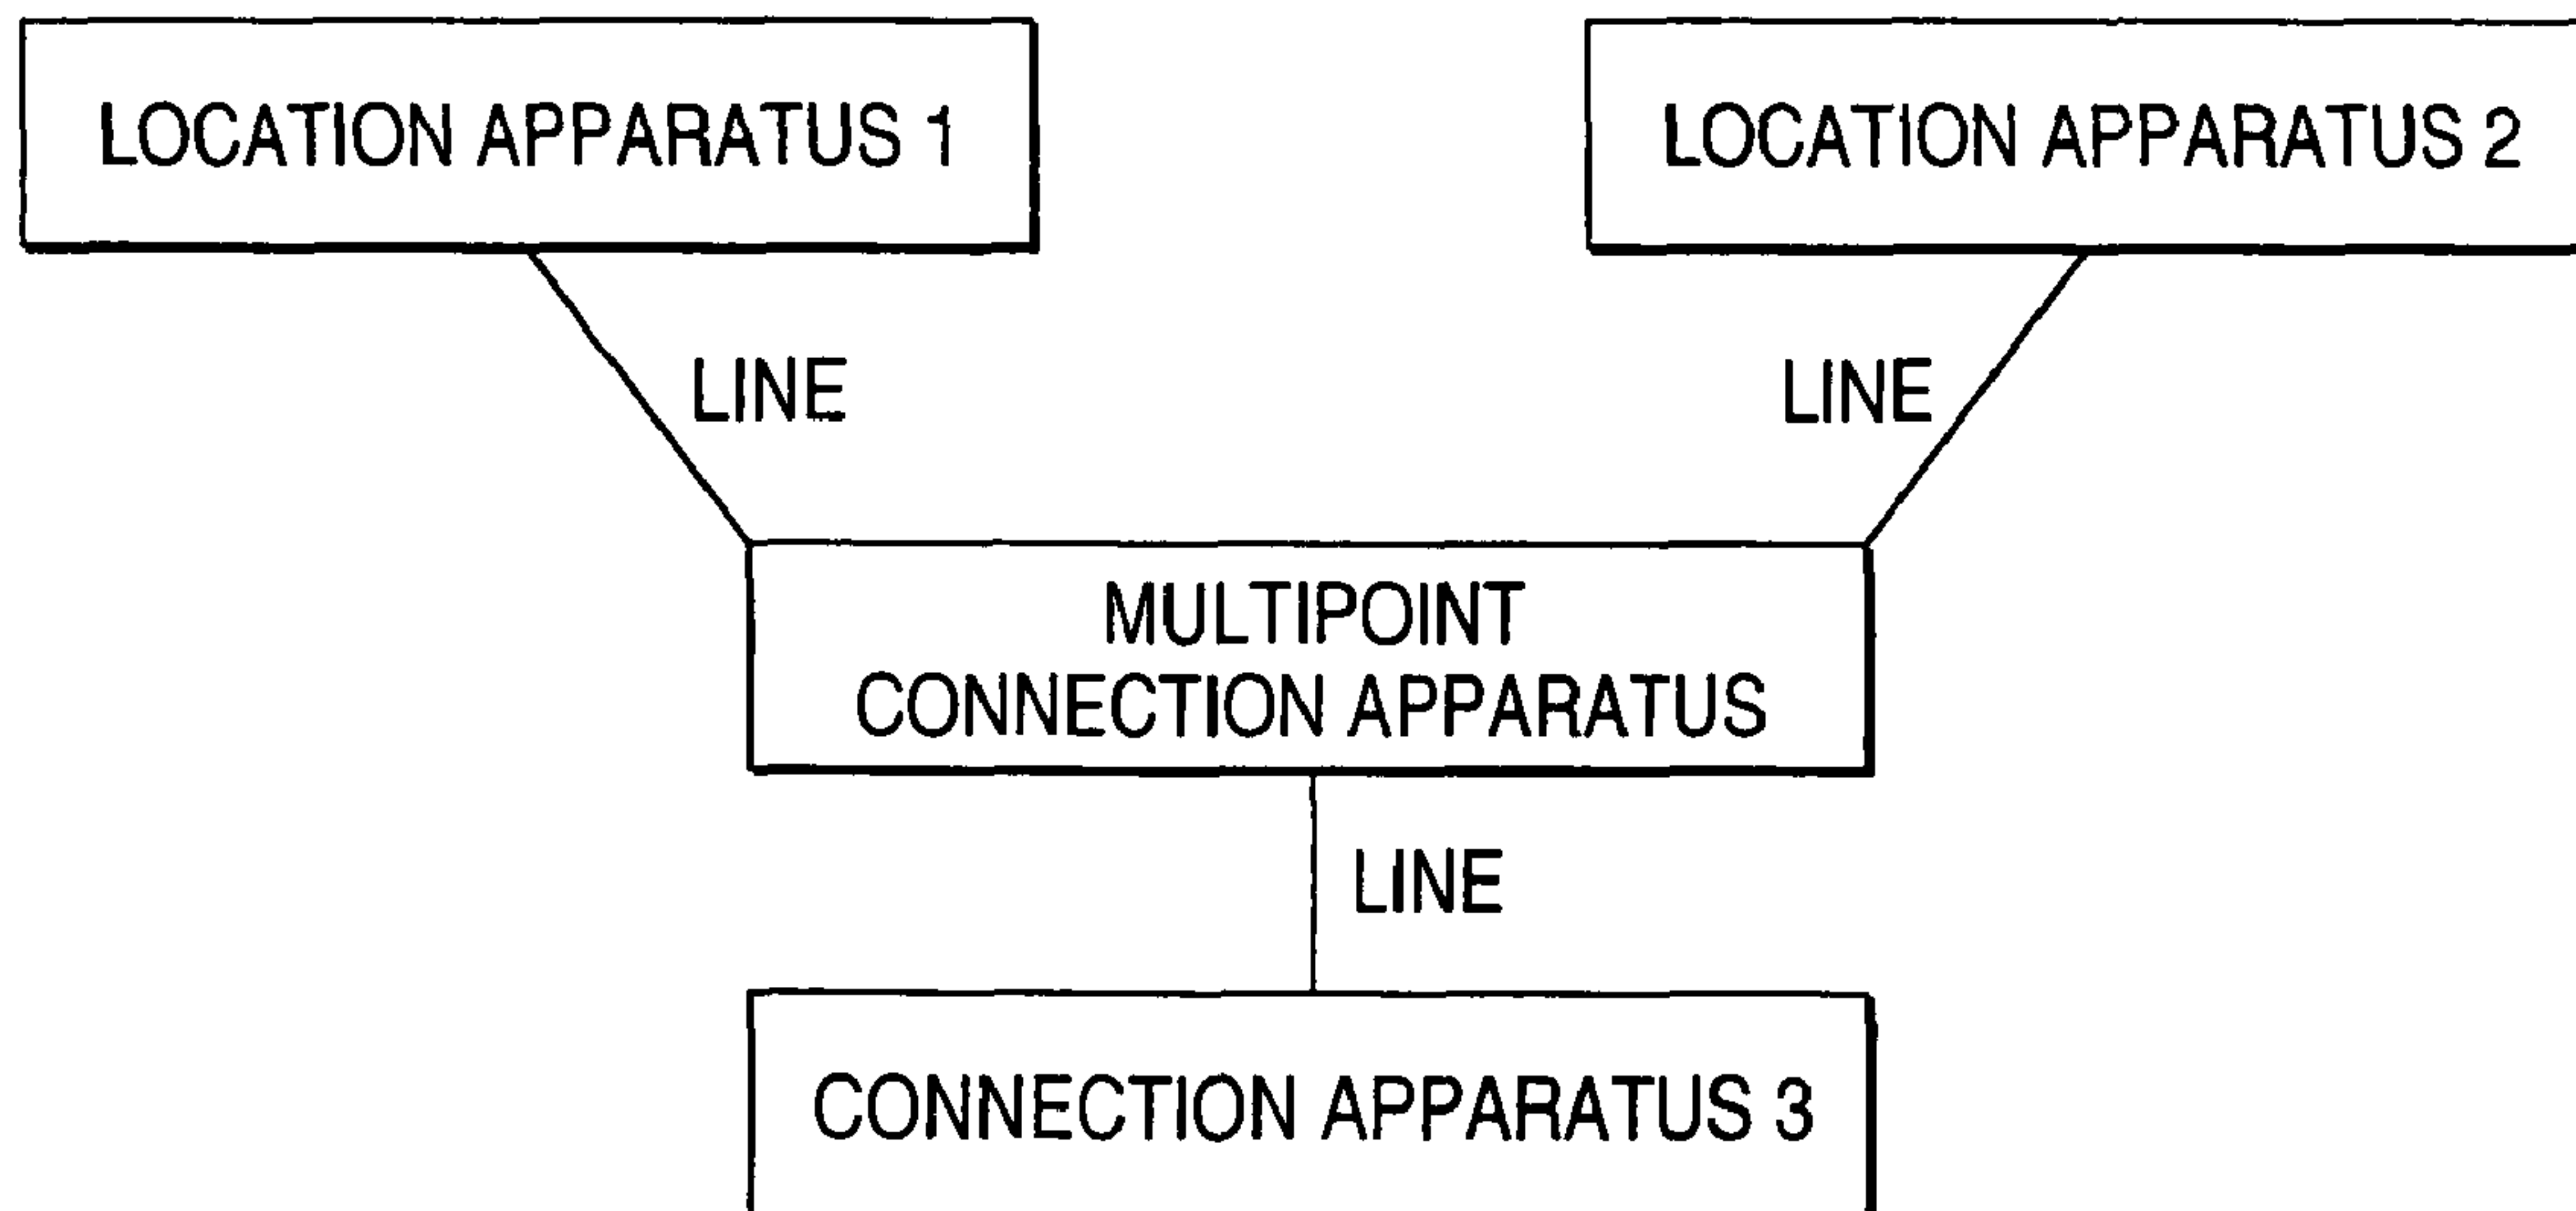 LOCATION APPARATUS 1
LOCATION APPARATUS 2
LINE
LINE
MULTIPOINT
CONNECTION APPARATUS
LINE
CONNECTION APPARATUS 3